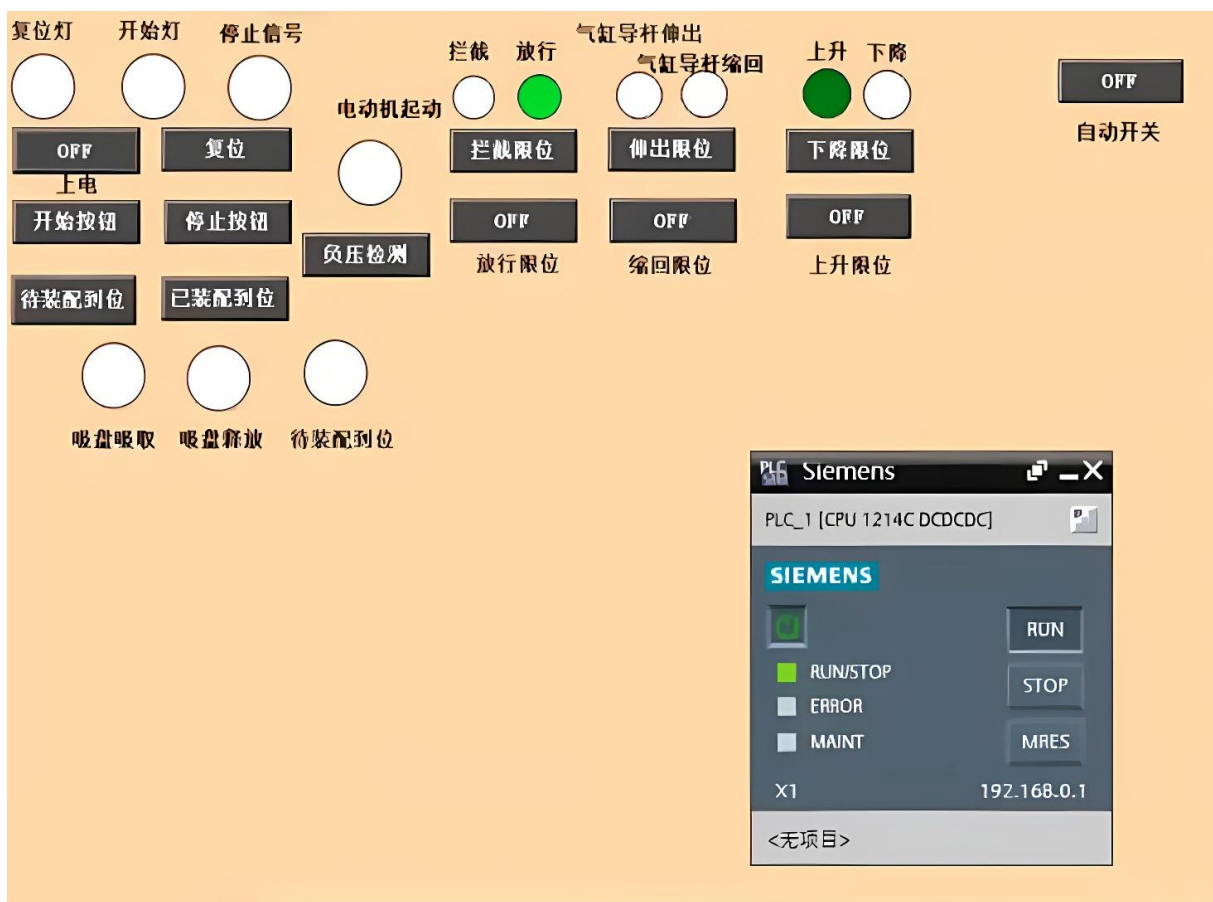 复位灯
开始灯
停止信号
气缸导杆伸出
拦截
放行
气缸导杆缩回
上升
下降
电动机起动
OFF
自动开关
OFF
复位
拦截限位
伸出限位
下降限位
上电
开始按钮
停止按钮
OFF
OFF
OFF
负压检测
放行限位
缩回限位
上升限位
待装配到位
已装配到位
吸盘吸取
吸盘释放
待装配到位
PLC SIM
Siemens
PLC_1 [CPU 1214C DCDCDC]
SIEMENS
RUN
RUN/STOP
STOP
ERROR
MAINT
MRES
X1
192.168.0.1
<无项目>